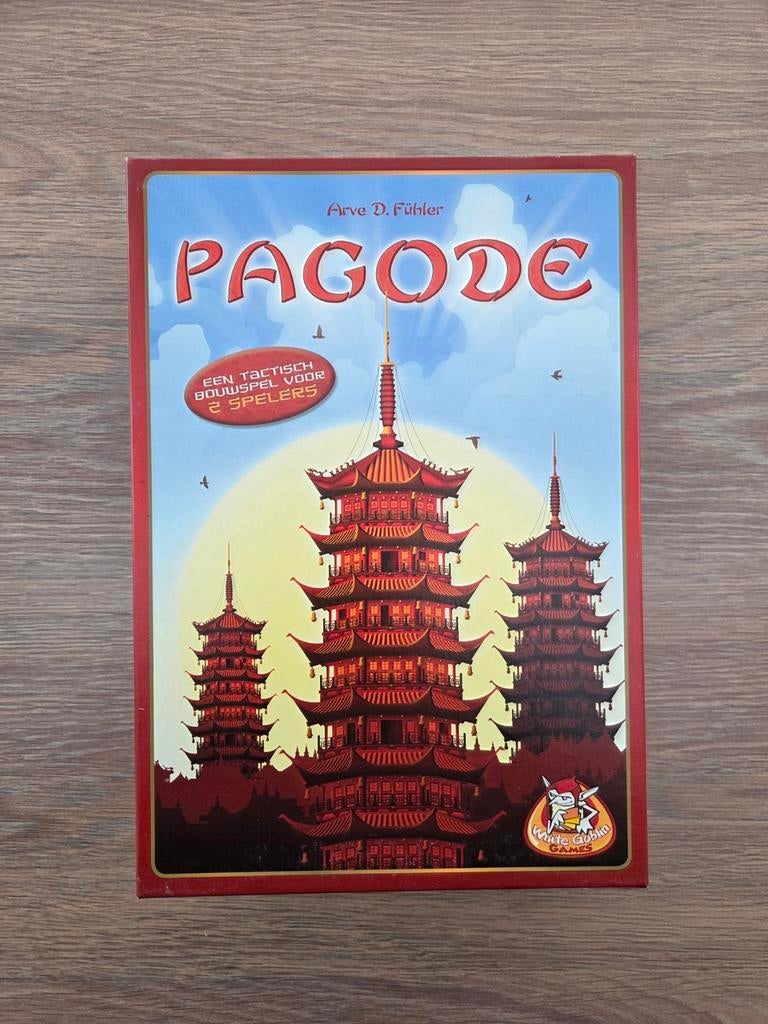 Arve D. Fühler
PAGODE
EEN TACTISCH
BOUWSPEL VOOR
2 SPELERS
White Goblin
GAMES